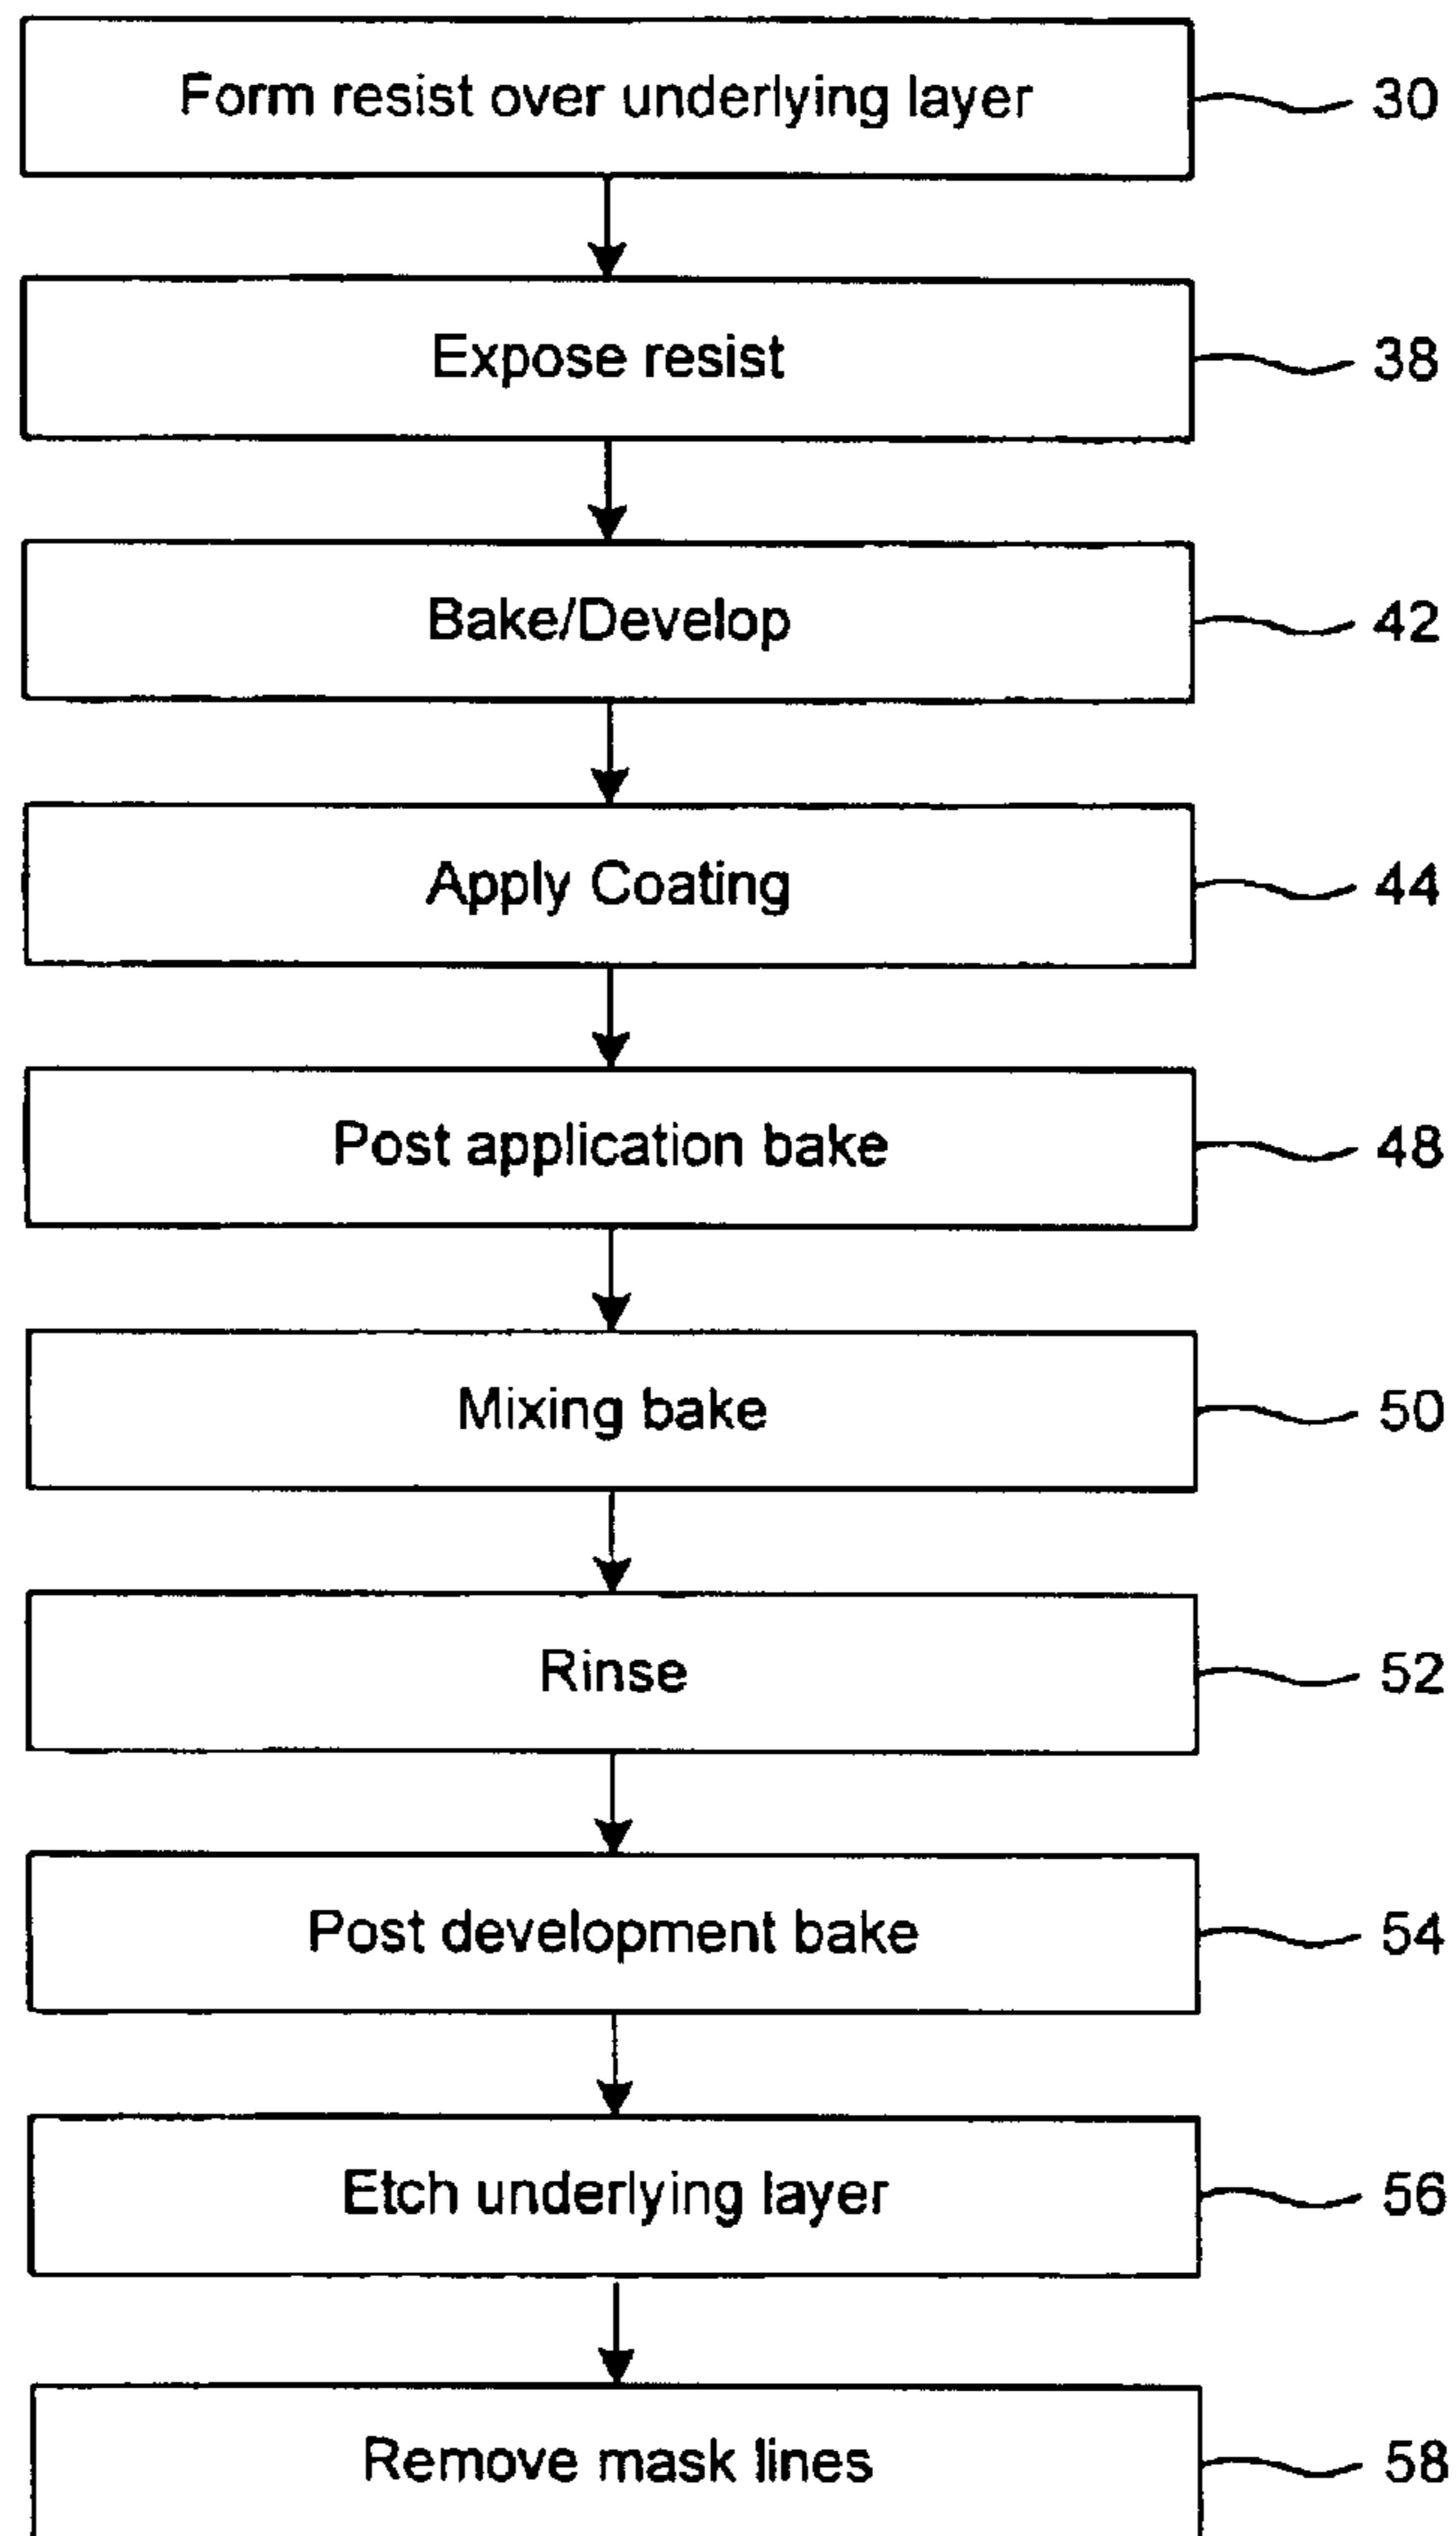 Form resist over underlying layer 30
Expose resist 38
Bake/Develop 42
Apply Coating 44
Post application bake 48
Mixing bake 50
Rinse 52
Post development bake 54
Etch underlying layer 56
Remove mask lines 58